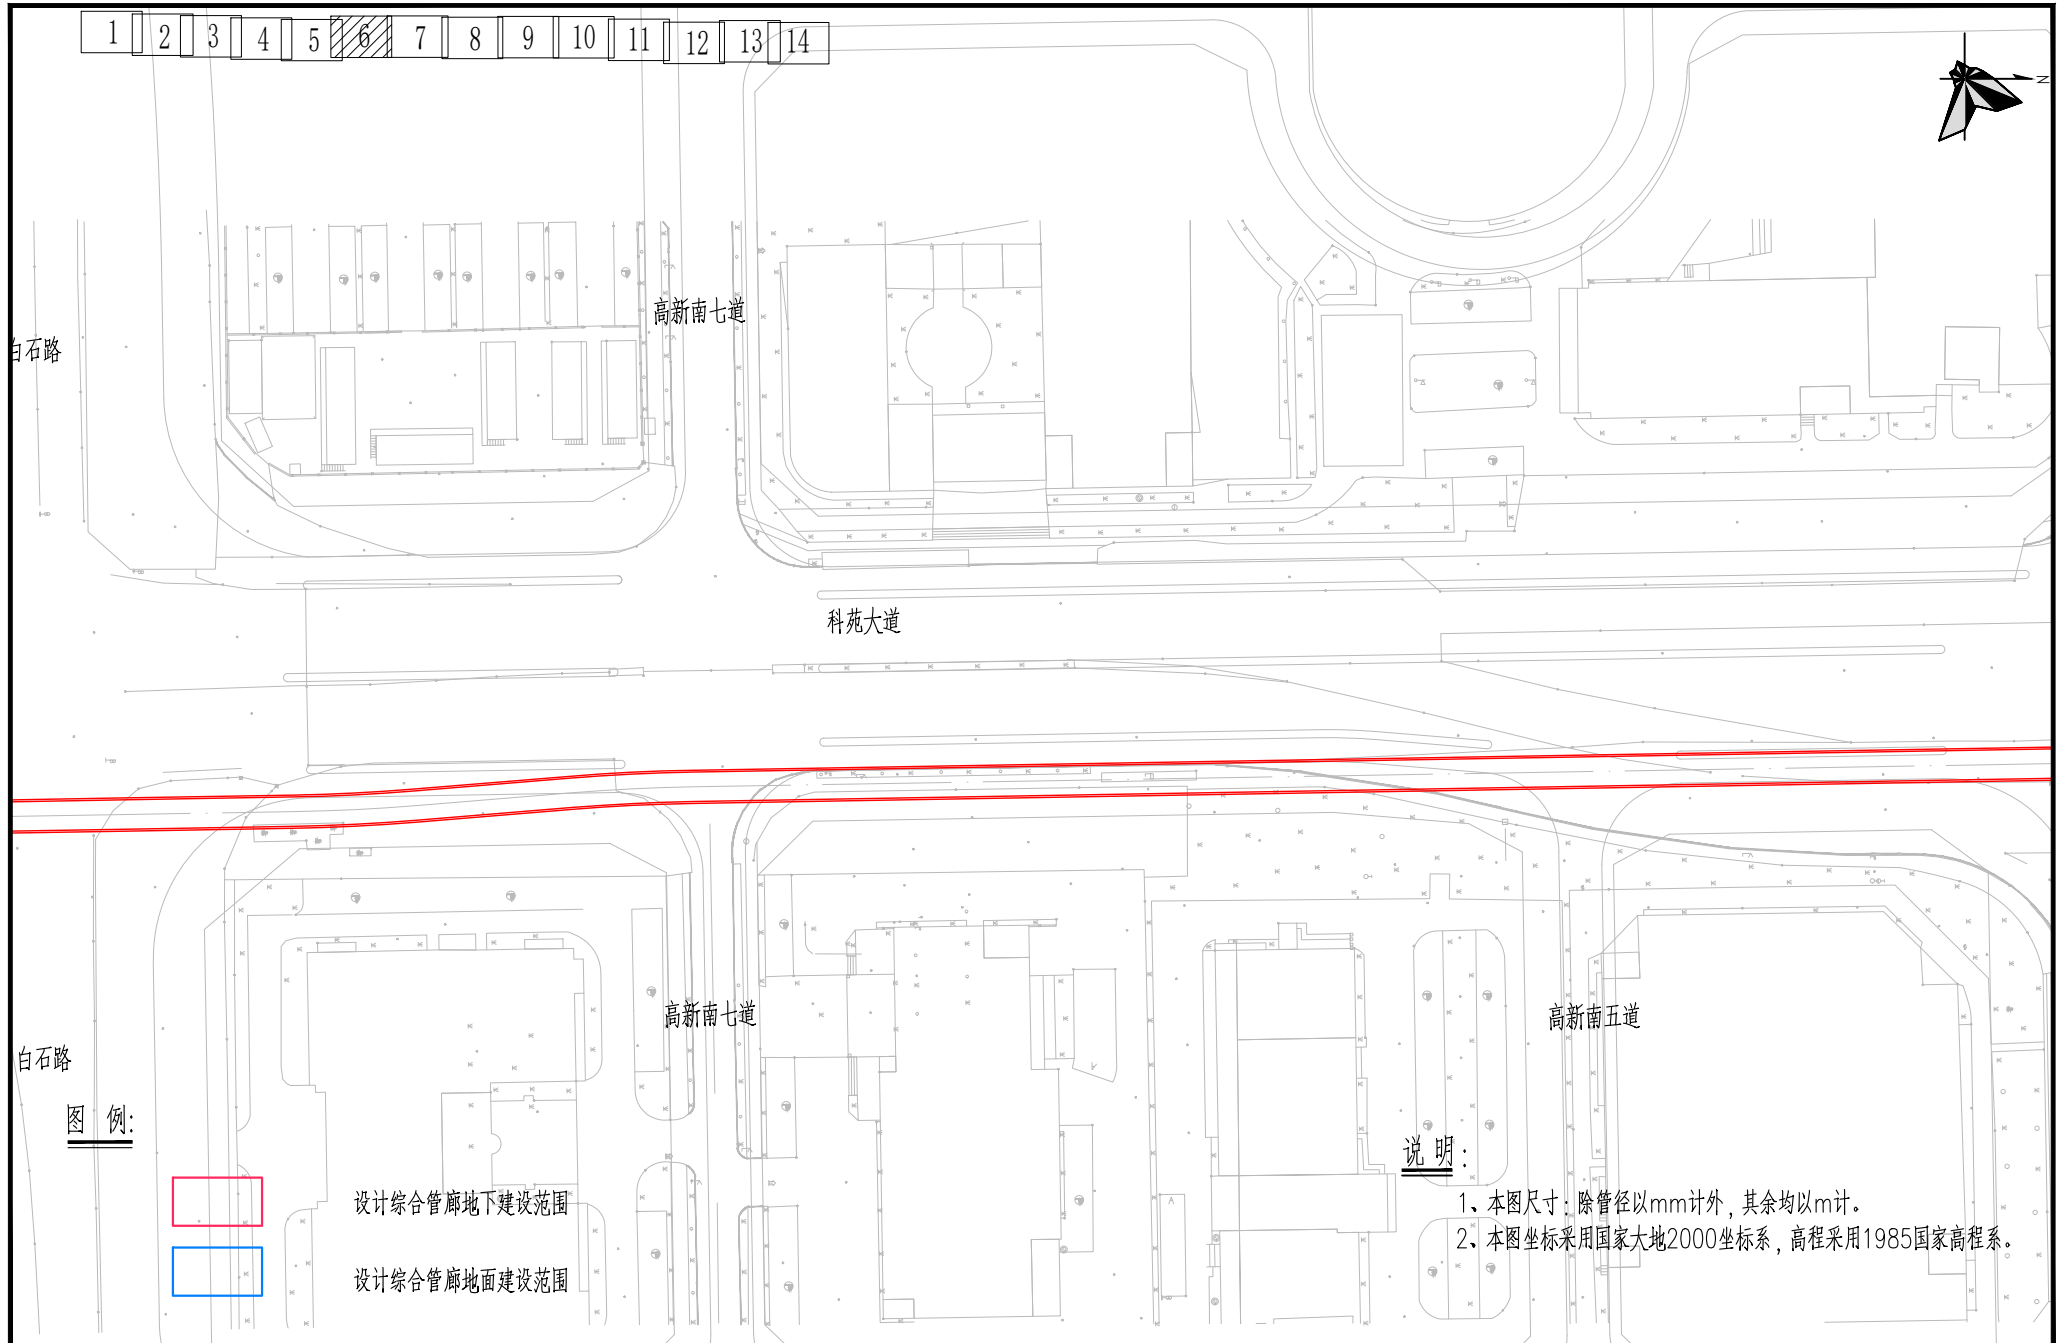 1 2 3 4 5 6 7 8 9 10 11 12 13 14
N
高新南七道
白石路
科苑大道
高新南七道
高新南五道
白石路
图 例:
说 明:
设计综合管廊地下建设范围
1、本图尺寸:除管径以mm计外,其余均以m计。
2、本图坐标采用国家大地2000坐标系,高程采用1985国家高程系。
设计综合管廊地面建设范围